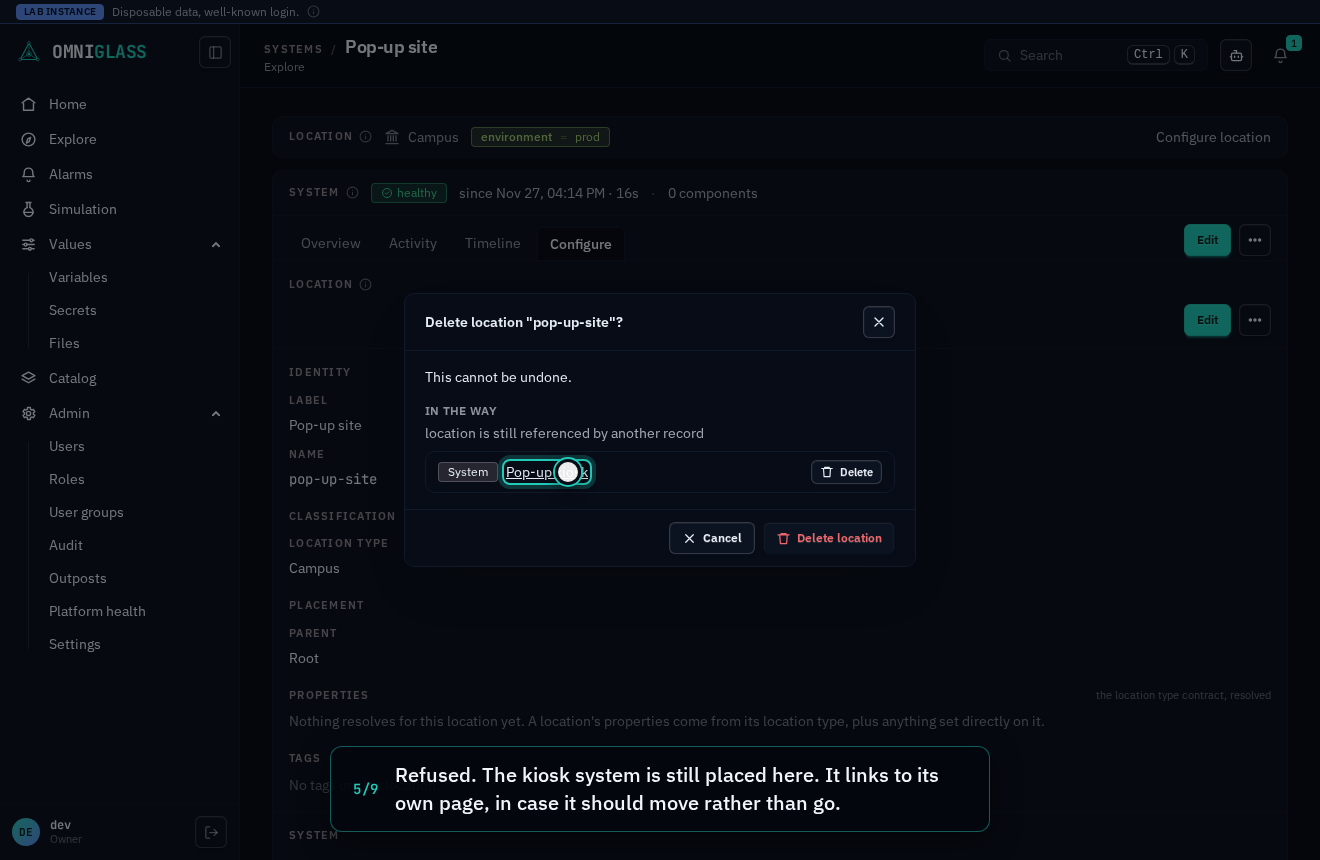 LAB INSTANCE Disposable data, well-known login.
OMNIGLASS
SYSTEMS / Pop-up site
Explore
Search Ctrl K
1
Home
Explore
Alarms
Simulation
Values
Variables
Secrets
Files
Catalog
Admin
Users
Roles
User groups
Audit
Outposts
Platform health
Settings
DE dev
Owner
LOCATION Campus environment = prod Configure location
SYSTEM healthy since Nov 27, 04:14 PM · 16s · 0 components
Overview Activity Timeline Configure Edit
LOCATION
Edit
IDENTITY
LABEL
Pop-up site
NAME
pop-up-site
CLASSIFICATION
LOCATION TYPE
Campus
PLACEMENT
PARENT
Root
PROPERTIES the location type contract, resolved
Nothing resolves for this location yet. A location's properties come from its location type, plus anything set directly on it.
TAGS
No
SYSTEM
Delete location "pop-up-site"?
This cannot be undone.
IN THE WAY
location is still referenced by another record
System Pop-up Delete
Cancel Delete location
5/9 Refused. The kiosk system is still placed here. It links to its
own page, in case it should move rather than go.